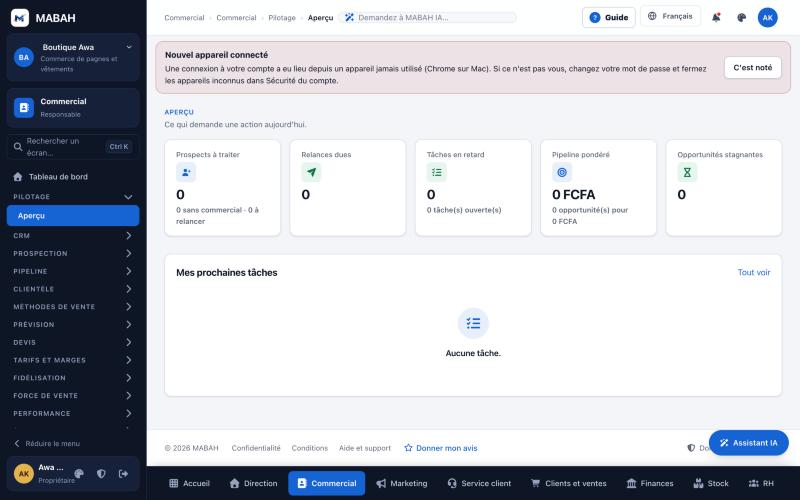 MABAH
BA
Boutique Awa
Commerce de pagnes et
vêtements
Commercial
Responsable
Rechercher un
écran...
Ctrl K
Tableau de bord
PILOTAGE
Aperçu
CRM
PROSPECTION
PIPELINE
CLIENTÈLE
MÉTHODES DE VENTE
PRÉVISION
DEVIS
TARIFS ET MARGES
FIDÉLISATION
FORCE DE VENTE
PERFORMANCE
Réduire le menu
AK
Awa ...
Propriétaire
Commercial
Commercial
Pilotage
Aperçu
Demandez à MABAH IA...
? Guide
Français
AK
Nouvel appareil connecté
Une connexion à votre compte a eu lieu depuis un appareil jamais utilisé (Chrome sur Mac). Si ce n'est pas vous, changez votre mot de passe et fermez
les appareils inconnus dans Sécurité du compte.
C'est noté
APERÇU
Ce qui demande une action aujourd'hui.
Prospects à traiter
0
0 sans commercial · 0 à
relancer
Relances dues
0
Tâches en retard
0
0 tâche(s) ouverte(s)
Pipeline pondéré
0 FCFA
0 opportunité(s) pour
0 FCFA
Opportunités stagnantes
0
Mes prochaines tâches
Tout voir
Aucune tâche.
© 2026 MABAH
Confidentialité
Conditions
Aide et support
Donner mon avis
Assistant IA
Accueil
Direction
Commercial
Marketing
Service client
Clients et ventes
Finances
Stock
RH